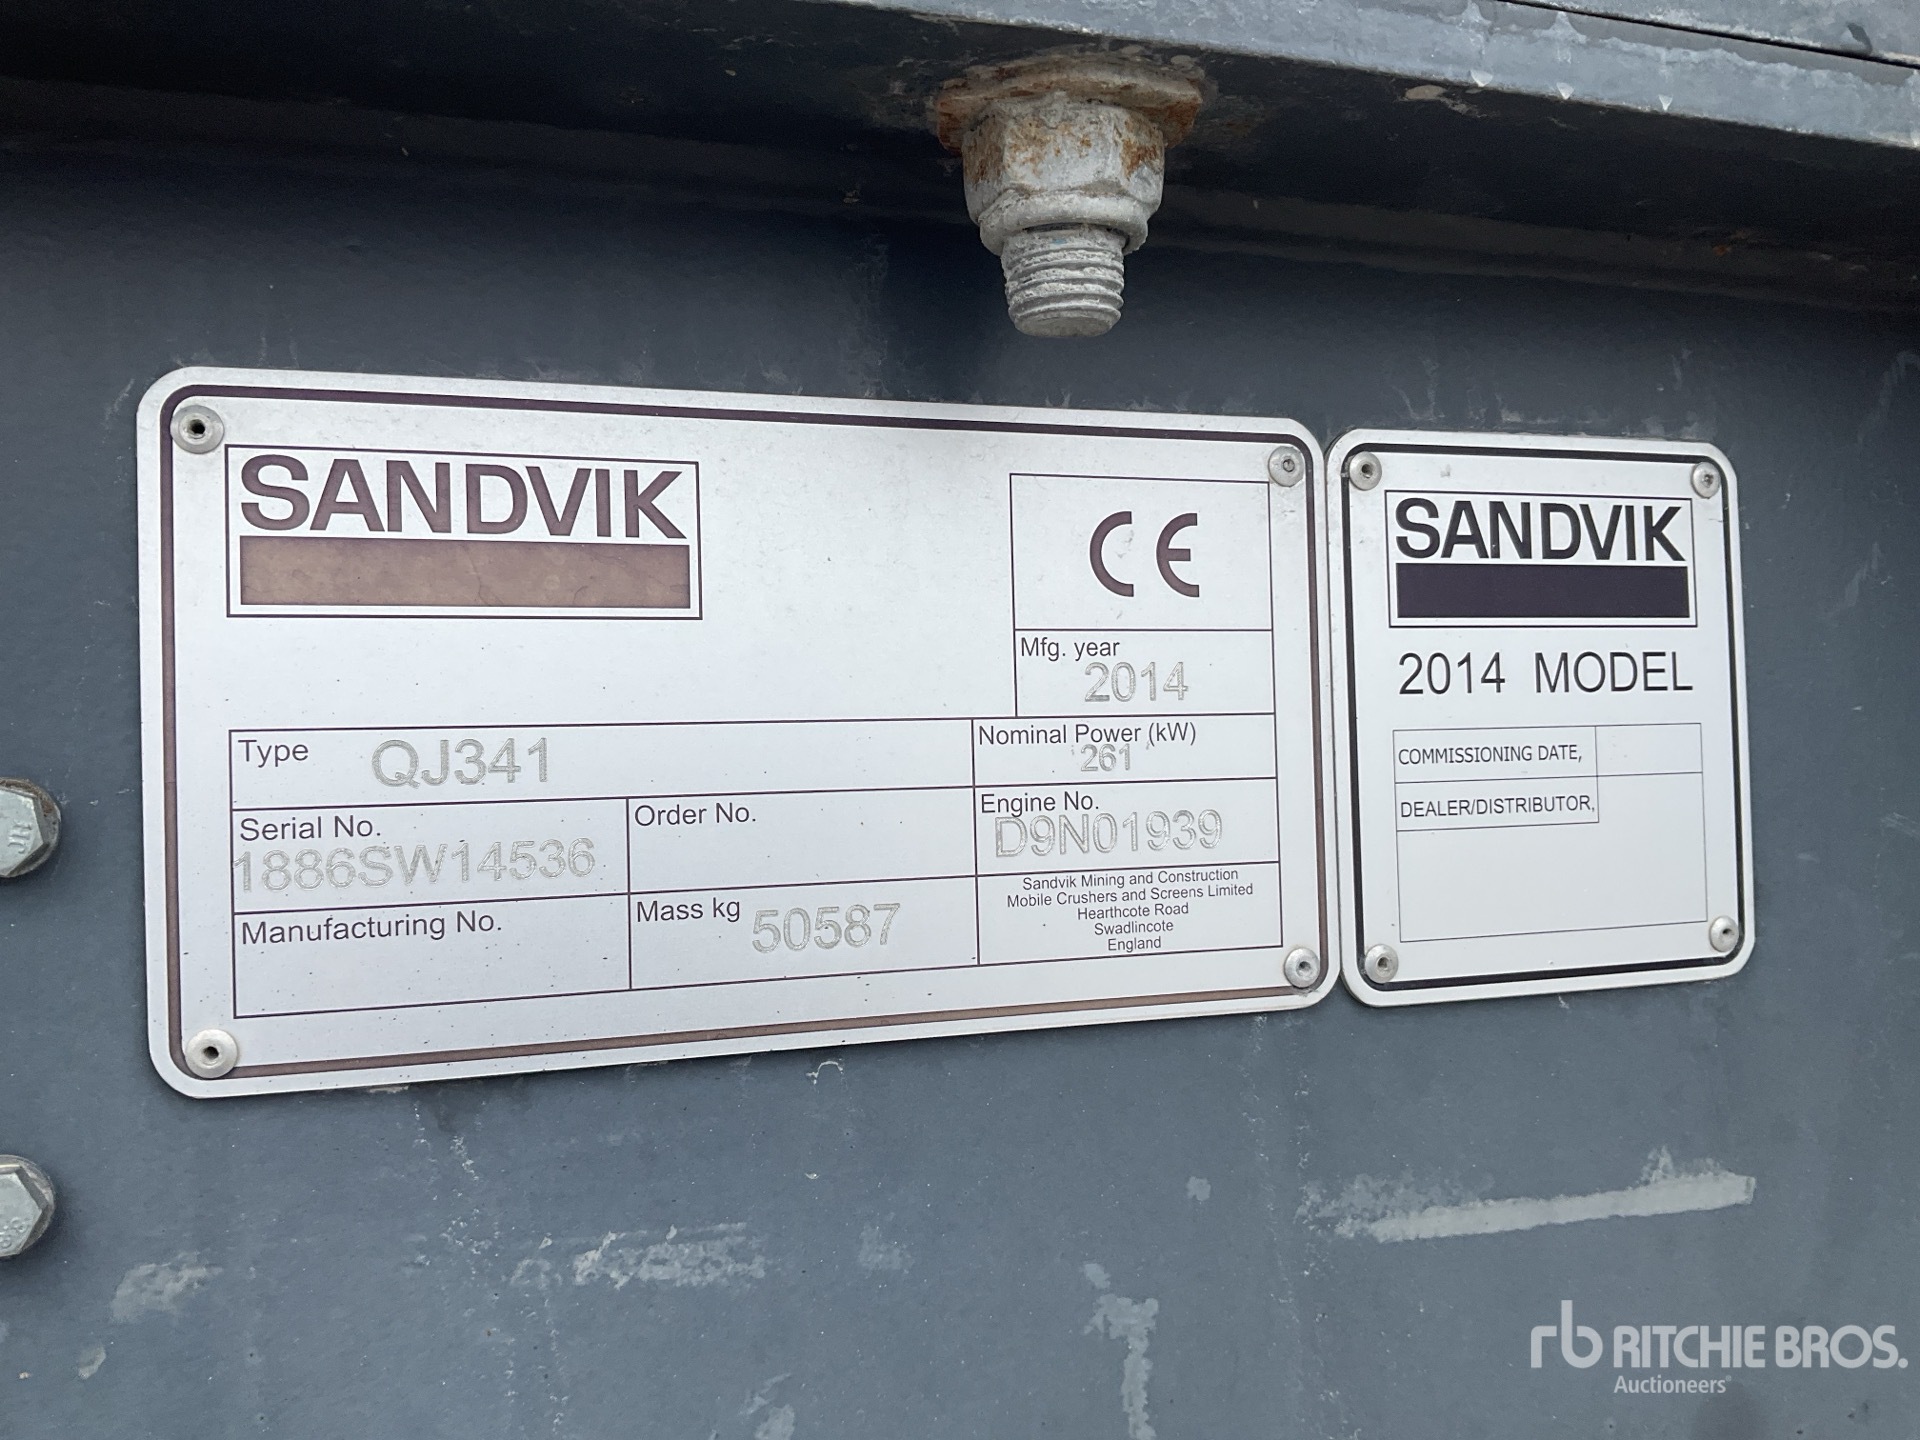 SANDVIK
CE
Mfg. year
2014
Type QJ341
Nominal Power (kW)
261
Serial No.
1886SW14536
Order No.
Engine No.
D9N01939
Manufacturing No.
Mass kg 50587
Sandvik Mining and Construction
Mobile Crushers and Screens Limited
Hearthcote Road
Swadlincote
England
SANDVIK
2014 MODEL
COMMISSIONING DATE,
DEALER/DISTRIBUTOR,
rb RITCHIE BROS.
Auctioneers